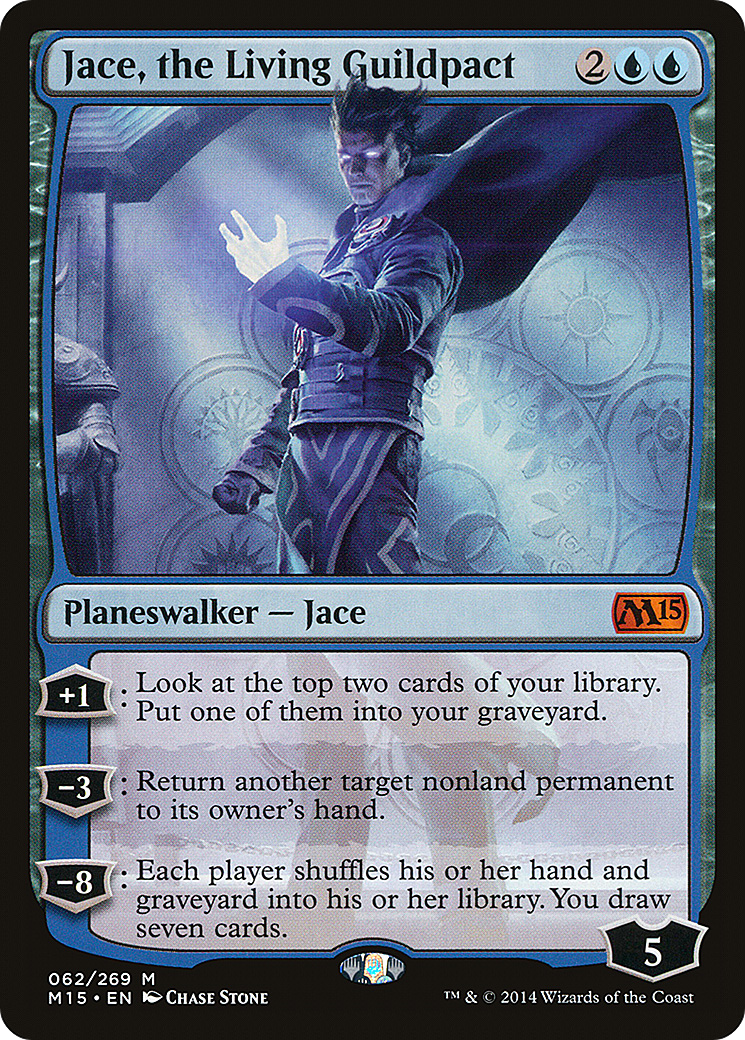 Jace, the Living Guildpact 2
Planeswalker — Jace M15
+1 : Look at the top two cards of your library.
Put one of them into your graveyard.
−3 : Return another target nonland permanent
to its owner's hand.
−8 : Each player shuffles his or her hand and
graveyard into his or her library. You draw
seven cards.
5
062/269 M
M15 • EN Chase Stone
™ & © 2014 Wizards of the Coast